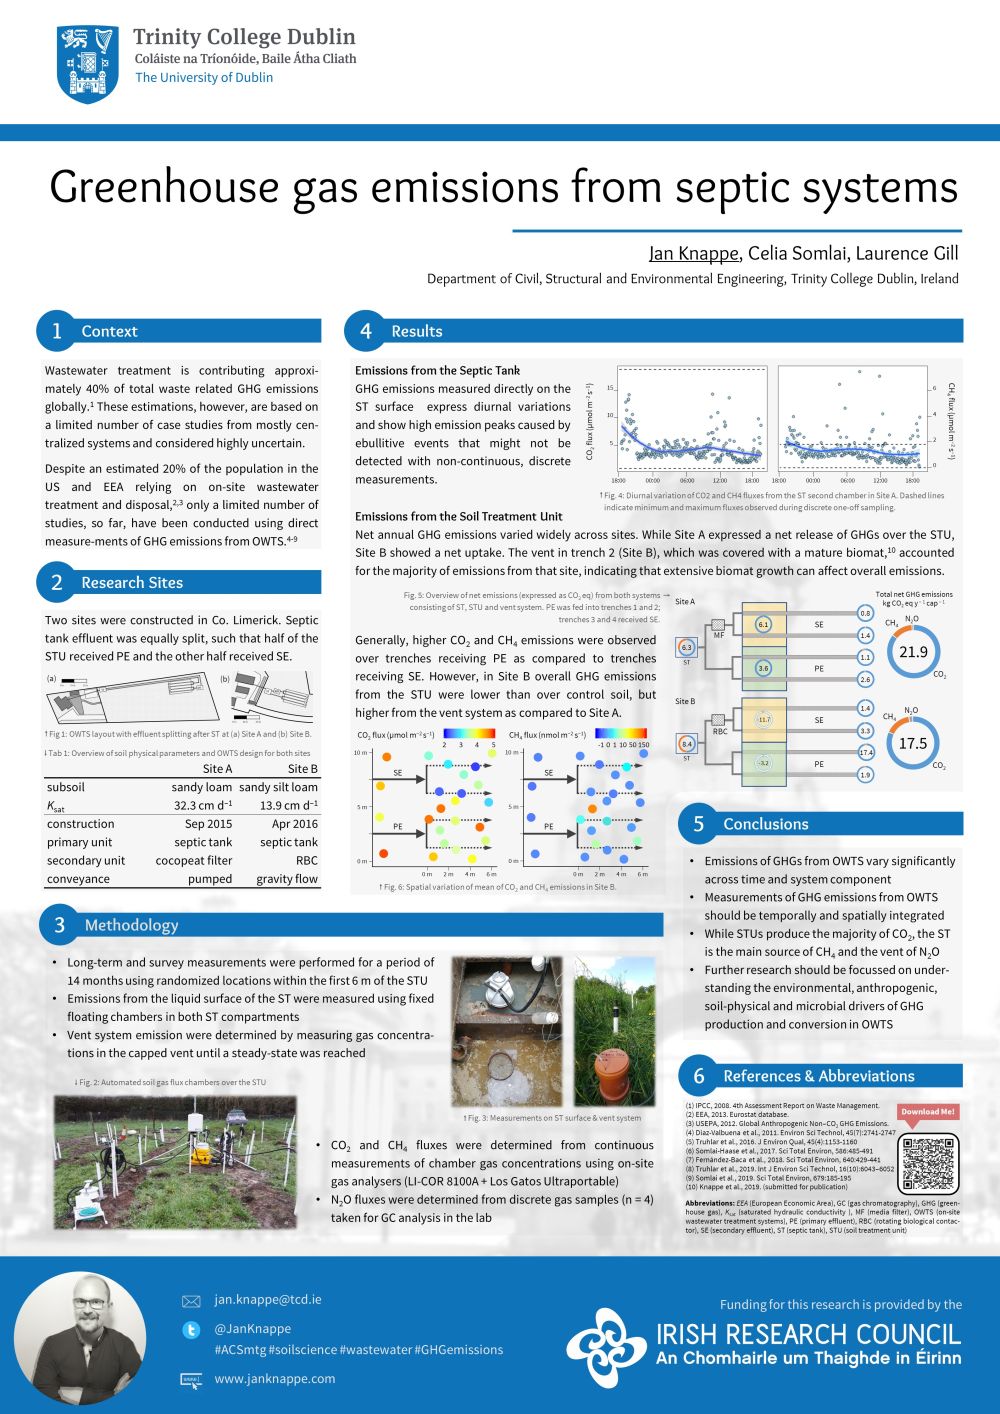 Trinity College Dublin
Coláiste na Tríonóide, Baile Átha Cliath
The University of Dublin
Greenhouse gas emissions from septic systems
Jan Knappe, Celia Somlai, Laurence Gill
Department of Civil, Structural and Environmental Engineering, Trinity College Dublin, Ireland
1 Context
Wastewater treatment is contributing approxi-
mately 40% of total waste related GHG emissions
globally.¹ These estimations, however, are based on
a limited number of case studies from mostly cen-
tralized systems and considered highly uncertain.
Despite an estimated 20% of the population in the
US and EEA relying on on-site wastewater
treatment and disposal,²,³ only a limited number of
studies, so far, have been conducted using direct
measure-ments of GHG emissions from OWTS.⁴⁻⁹
2 Research Sites
Two sites were constructed in Co. Limerick. Septic
tank effluent was equally split, such that half of the
STU received PE and the other half received SE.
(a) (b)
↑ Fig 1: OWTS layout with effluent splitting after ST at (a) Site A and (b) Site B.
↓ Tab 1: Overview of soil physical parameters and OWTS design for both sites
Site A Site B
subsoil sandy loam sandy silt loam
Ksat 32.3 cm d⁻¹ 13.9 cm d⁻¹
construction Sep 2015 Apr 2016
primary unit septic tank septic tank
secondary unit cocopeat filter RBC
conveyance pumped gravity flow
3 Methodology
• Long-term and survey measurements were performed for a period of
14 months using randomized locations within the first 6 m of the STU
• Emissions from the liquid surface of the ST were measured using fixed
floating chambers in both ST compartments
• Vent system emission were determined by measuring gas concentra-
tions in the capped vent until a steady-state was reached
↓ Fig. 2: Automated soil gas flux chambers over the STU
↑ Fig. 3: Measurements on ST surface & vent system
• CO₂ and CH₄ fluxes were determined from continuous
measurements of chamber gas concentrations using on-site
gas analysers (LI-COR 8100A + Los Gatos Ultraportable)
• N₂O fluxes were determined from discrete gas samples (n = 4)
taken for GC analysis in the lab
4 Results
Emissions from the Septic Tank
GHG emissions measured directly on the
ST surface express diurnal variations
and show high emission peaks caused by
ebullitive events that might not be
detected with non-continuous, discrete
measurements.
CO₂ flux (µmol m⁻² s⁻¹)
15
10
5
18:00 00:00 06:00 12:00 18:00
18:00 00:00 06:00 12:00 18:00
6
4
2
0
CH₄ flux (µmol m⁻² s⁻¹)
↑ Fig. 4: Diurnal variation of CO2 and CH4 fluxes from the ST second chamber in Site A. Dashed lines
indicate minimum and maximum fluxes observed during discrete one-off sampling.
Emissions from the Soil Treatment Unit
Net annual GHG emissions varied widely across sites. While Site A expressed a net release of GHGs over the STU,
Site B showed a net uptake. The vent in trench 2 (Site B), which was covered with a mature biomat,¹⁰ accounted
for the majority of emissions from that site, indicating that extensive biomat growth can affect overall emissions.
Fig. 5: Overview of net emissions (expressed as CO₂ eq) from both systems →
consisting of ST, STU and vent system. PE was fed into trenches 1 and 2;
trenches 3 and 4 received SE.
Generally, higher CO₂ and CH₄ emissions were observed
over trenches receiving PE as compared to trenches
receiving SE. However, in Site B overall GHG emissions
from the STU were lower than over control soil, but
higher from the vent system as compared to Site A.
Total net GHG emissions
kg CO₂ eq y⁻¹ cap⁻¹
Site A
6.3
ST
MF
6.1
3.6
SE
PE
0.8
1.4
1.1
2.6
CH₄ N₂O
21.9
CO₂
Site B
8.4
ST
RBC
-11.7
-3.2
SE
PE
1.4
3.3
17.4
1.9
CH₄ N₂O
17.5
CO₂
CO₂ flux (µmol m⁻² s⁻¹)
2 3 4 5
10 m
5 m
0 m
SE
PE
0 m 2 m 4 m 6 m
CH₄ flux (nmol m⁻² s⁻¹)
-1 0 1 10 50 150
10 m
5 m
0 m
SE
PE
0 m 2 m 4 m 6 m
↑ Fig. 6: Spatial variation of mean of CO₂ and CH₄ emissions in Site B.
5 Conclusions
• Emissions of GHGs from OWTS vary significantly
across time and system component
• Measurements of GHG emissions from OWTS
should be temporally and spatially integrated
• While STUs produce the majority of CO₂, the ST
is the main source of CH₄ and the vent of N₂O
• Further research should be focussed on under-
standing the environmental, anthropogenic,
soil-physical and microbial drivers of GHG
production and conversion in OWTS
6 References & Abbreviations
(1) IPCC, 2008. 4th Assessment Report on Waste Management.
(2) EEA, 2013. Eurostat database.
(3) USEPA, 2012. Global Anthropogenic Non-CO₂ GHG Emissions.
(4) Diaz-Valbuena et al., 2011. Environ Sci Technol, 45(7):2741-2747
(5) Truhlar et al., 2016. J Environ Qual, 45(4):1153-1160
(6) Somlai-Haase et al., 2017. Sci Total Environ, 586:485-491
(7) Fernández-Baca et al., 2018. Sci Total Environ, 640:429-441
(8) Truhlar et al., 2019. Int J Environ Sci Technol, 16(10):6043-6052
(9) Somlai et al., 2019. Sci Total Environ, 679:185-195
(10) Knappe et al., 2019. (submitted for publication)
Download Me!
Abbreviations: EEA (European Economic Area), GC (gas chromatography), GHG (green-
house gas), Ksat (saturated hydraulic conductivity ), MF (media filter), OWTS (on-site
wastewater treatment systems), PE (primary effluent), RBC (rotating biological contac-
tor), SE (secondary effluent), ST (septic tank), STU (soil treatment unit)
jan.knappe@tcd.ie
@JanKnappe
#ACSmtg #soilscience #wastewater #GHGemissions
www.janknappe.com
Funding for this research is provided by the
IRISH RESEARCH COUNCIL
An Chomhairle um Thaighde in Éirinn